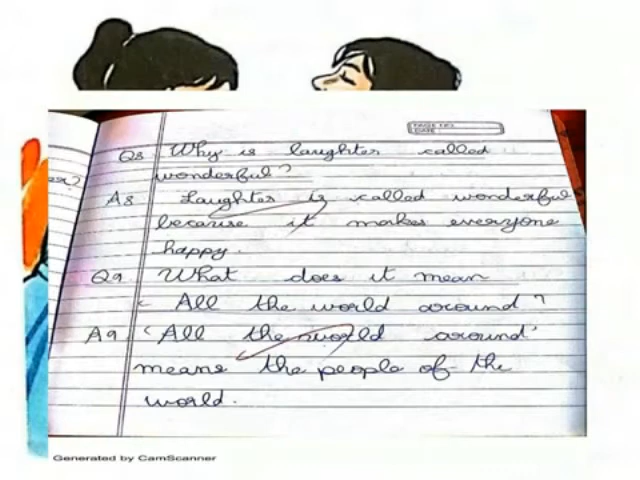 PAGE NO.
DATE:
Q8 Why is laughter called
wonderful?
A8 Laughter is called wonderful
because it makes everyone
happy.
Q9 What does it mean
' All the world around?
A9. 'All the world around'
means the people of the
world.
Generated by CamScanner